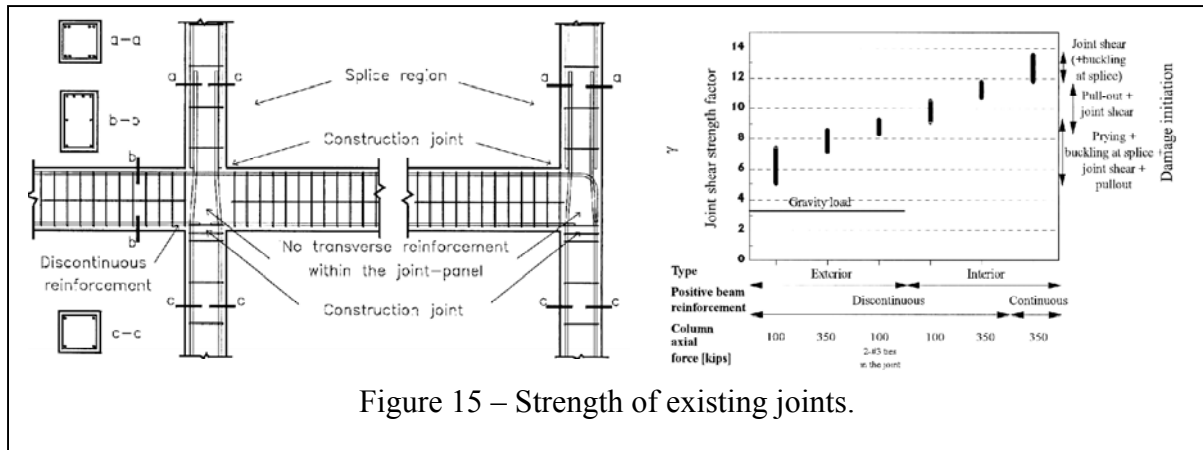 a-a
b-b
c-c
a
c
a
c
Splice region
Construction joint
b
b
Discontinuous
reinforcement
No transverse reinforcement
within the joint-panel
Construction joint
c
c
c
c
Joint shear strength factor
γ
14
12
10
8
6
4
2
0
Gravity load
Joint shear
(+buckling
at splice)
Pull-out +
joint shear
Prying +
buckling at splice +
joint shear +
pullout
Damage initiation
Type
Exterior
Interior
Positive beam
reinforcement
Discontinuous
Continuous
Column
axial
force [kips]
100
350
100
2-#3 ties
in the joint
100
350
350
Figure 15 – Strength of existing joints.